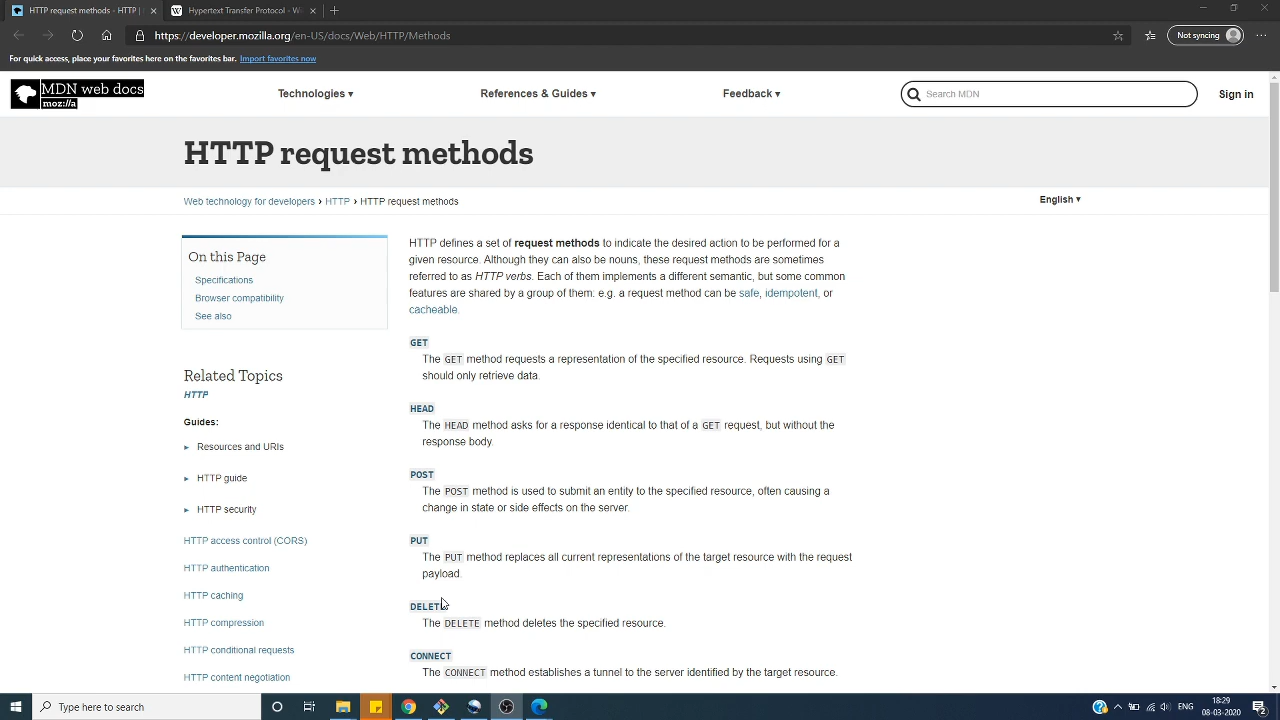 HTTP request methods - HTTP |
Hypertext Transfer Protocol - W
https://developer.mozilla.org/en-US/docs/Web/HTTP/Methods
Not syncing
For quick access, place your favorites here on the favorites bar. Import favorites now
MDN web docs
moz://a
Technologies ▾
References & Guides ▾
Feedback ▾
Search MDN
Sign in
HTTP request methods
Web technology for developers › HTTP › HTTP request methods
English ▾
On this Page
Specifications
Browser compatibility
See also
Related Topics
HTTP
Guides:
▸ Resources and URIs
▸ HTTP guide
▸ HTTP security
HTTP access control (CORS)
HTTP authentication
HTTP caching
HTTP compression
HTTP conditional requests
HTTP content negotiation
HTTP defines a set of request methods to indicate the desired action to be performed for a
given resource. Although they can also be nouns, these request methods are sometimes
referred to as HTTP verbs. Each of them implements a different semantic, but some common
features are shared by a group of them: e.g. a request method can be safe, idempotent, or
cacheable.
GET
The GET method requests a representation of the specified resource. Requests using GET
should only retrieve data.
HEAD
The HEAD method asks for a response identical to that of a GET request, but without the
response body.
POST
The POST method is used to submit an entity to the specified resource, often causing a
change in state or side effects on the server.
PUT
The PUT method replaces all current representations of the target resource with the request
payload.
DELETE
The DELETE method deletes the specified resource.
CONNECT
The CONNECT method establishes a tunnel to the server identified by the target resource.
Type here to search
ENG
18:29
08-03-2020
2